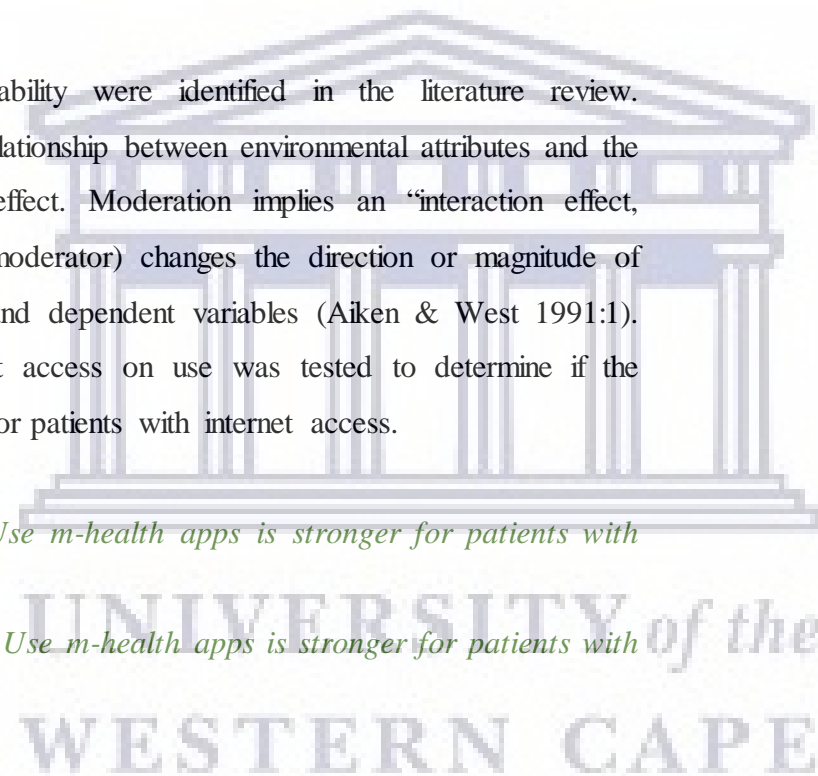 ability were identified in the literature review.
lationship between environmental attributes and the
effect. Moderation implies an “interaction effect,
moderator) changes the direction or magnitude of
nd dependent variables (Aiken & West 1991:1).
t access on use was tested to determine if the
or patients with internet access.
Use m-health apps is stronger for patients with
UNIVERSITY of the
Use m-health apps is stronger for patients with
WESTERN CAPE